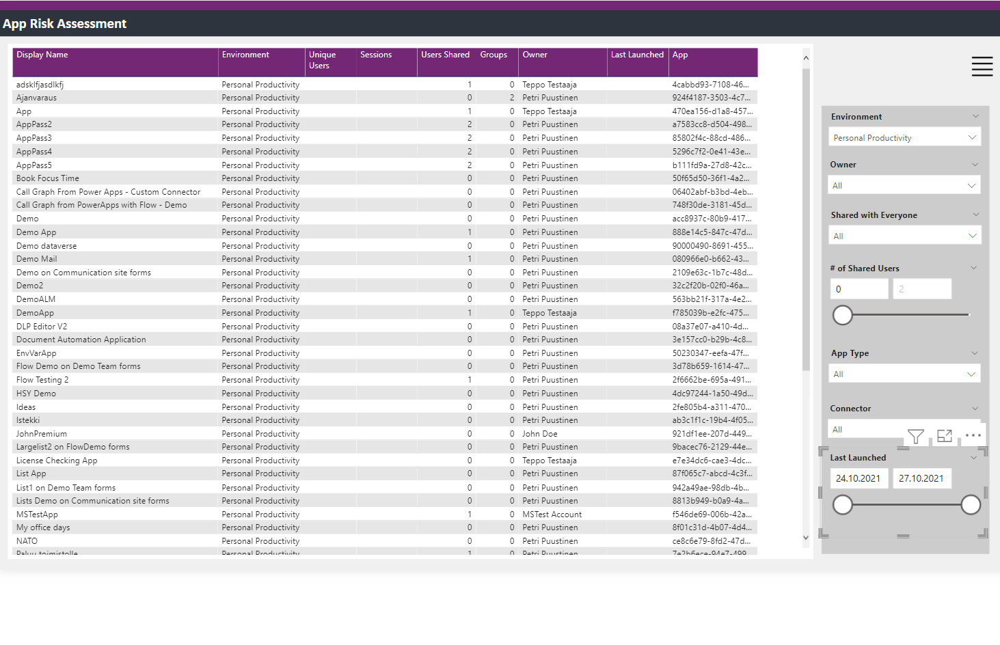 App Risk Assessment
Display Name Environment Unique Users Sessions Users Shared Groups Owner Last Launched App
adsklfjasdlkfj Personal Productivity 1 0 Teppo Testaaja 4cabbd93-7108-46...
Ajanvaraus Personal Productivity 0 2 Petri Puustinen 924f4187-3503-4c7...
App Personal Productivity 1 0 Teppo Testaaja 470ea156-d1a8-457...
AppPass2 Personal Productivity 2 0 Petri Puustinen a7583cc8-d504-498...
AppPass3 Personal Productivity 2 0 Petri Puustinen 85802f4c-88cd-486...
AppPass4 Personal Productivity 2 0 Petri Puustinen 5296c7f2-0e41-43e...
AppPass5 Personal Productivity 2 0 Petri Puustinen b111fd9a-27d8-42c...
Book Focus Time Personal Productivity 0 0 Petri Puustinen 50f65d50-36f1-4a2...
Call Graph From Power Apps - Custom Connector Personal Productivity 0 0 Petri Puustinen 06402abf-b3bd-4eb...
Call Graph from PowerApps with Flow - Demo Personal Productivity 0 0 Petri Puustinen 748f30de-3181-45d...
Demo Personal Productivity 0 0 Petri Puustinen acc8937c-80b9-417...
Demo App Personal Productivity 1 0 Petri Puustinen 888e14c5-847c-47d...
Demo dataverse Personal Productivity 0 0 Petri Puustinen 90000490-8691-455...
Demo Mail Personal Productivity 1 0 Petri Puustinen 080966e0-b662-43...
Demo on Communication site forms Personal Productivity 0 0 Petri Puustinen 2109e63c-1b7c-48d...
Demo2 Personal Productivity 0 0 Petri Puustinen 32c2f20b-02f0-46a...
DemoALM Personal Productivity 0 0 Petri Puustinen 563bb21f-317a-4e2...
DemoApp Personal Productivity 1 0 Teppo Testaaja f785039b-e2fc-475...
DLP Editor V2 Personal Productivity 0 0 Petri Puustinen 08a37e07-a410-4d...
Document Automation Application Personal Productivity 0 0 Petri Puustinen 3e157cc0-b29b-4c8...
EnvVarApp Personal Productivity 0 0 Petri Puustinen 50230347-eefa-47f...
Flow Demo on Demo Team forms Personal Productivity 0 0 Petri Puustinen 3d78b659-1614-47...
Flow Testing 2 Personal Productivity 1 0 Petri Puustinen 2f6662be-695a-491...
HSY Demo Personal Productivity 0 0 Petri Puustinen 4dc97244-1a50-49d...
Ideas Personal Productivity 0 0 Petri Puustinen 2fe805b4-a311-470...
Istekki Personal Productivity 0 0 Petri Puustinen ab3c1f1c-19b4-4f05...
JohnPremium Personal Productivity 0 0 John Doe 921df1ee-207d-449...
Largelist2 on FlowDemo forms Personal Productivity 0 0 Petri Puustinen 9bacec76-2129-44e...
License Checking App Personal Productivity 0 0 Teppo Testaaja e7e34dc6-cae3-4dc...
List App Personal Productivity 0 0 Petri Puustinen 87f065c7-abcd-4c3f...
List1 on Demo Team forms Personal Productivity 0 0 Petri Puustinen 942a49ae-98db-4b...
Lists Demo on Communication site forms Personal Productivity 0 0 Petri Puustinen 8813b949-b0a9-4a...
MSTestApp Personal Productivity 1 0 MSTest Account f546de69-006b-42a...
My office days Personal Productivity 0 0 Petri Puustinen 8f01c31d-4b07-4d4...
NATO Personal Productivity 0 0 Petri Puustinen ce8c6e79-8fd2-47d...
Paluu toimistolle Personal Productivity 1 0 Petri Puustinen 7e2b6ece-94e7-499...
Environment
Personal Productivity
Owner
All
Shared with Everyone
All
# of Shared Users
0 2
App Type
All
Connector
All
Last Launched
24.10.2021 27.10.2021